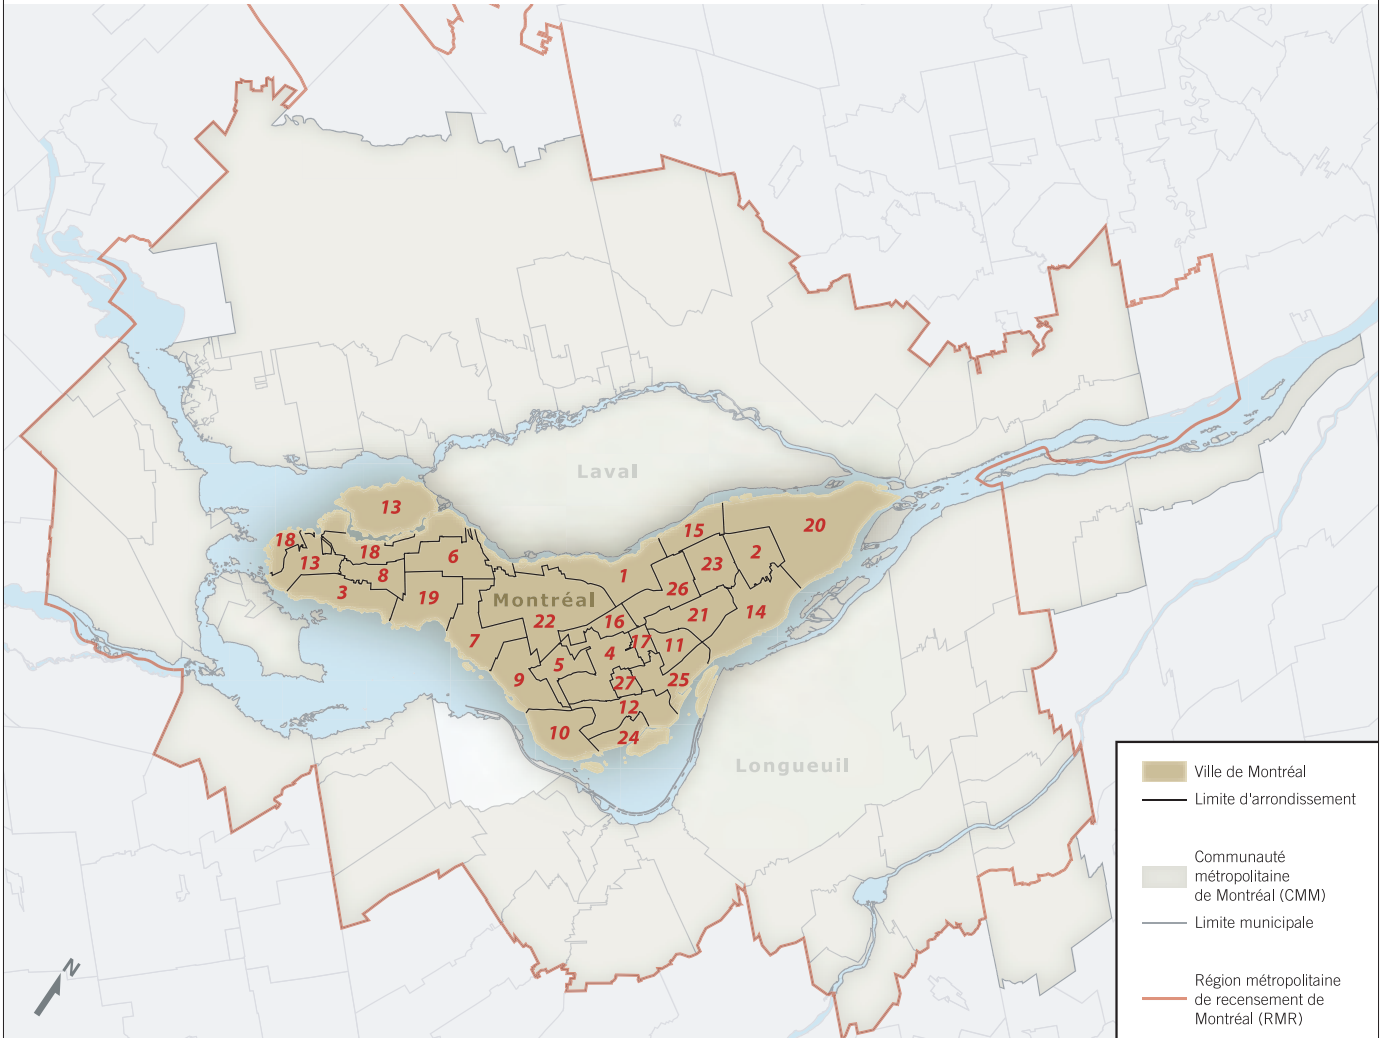 Laval
13
20
15
18
18
2
6
23
13
8
1
26
3
19
Montréal
14
21
22
16
7
17
11
4
5
9
27
25
12
10
24
Longueuil
N
Ville de Montréal
Limite d'arrondissement
Communauté
métropolitaine
de Montréal (CMM)
Limite municipale
Région métropolitaine
de recensement de
Montréal (RMR)